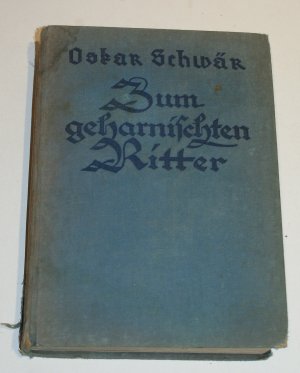 Oskar Schwär
Zum
geharnischten
Ritter